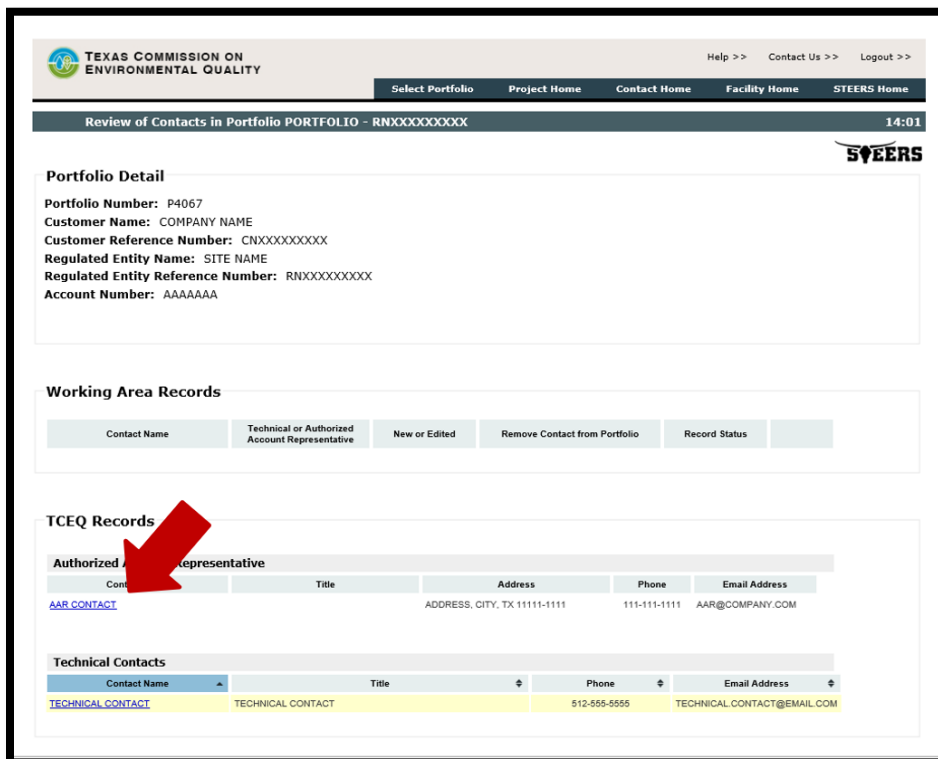 TEXAS COMMISSION ON
ENVIRONMENTAL QUALITY
Help >> Contact Us >> Logout >>
Select Portfolio Project Home Contact Home Facility Home STEERS Home
Review of Contacts in Portfolio PORTFOLIO - RNXXXXXXXXX 14:01
STEERS
Portfolio Detail
Portfolio Number: P4067
Customer Name: COMPANY NAME
Customer Reference Number: CNXXXXXXXXX
Regulated Entity Name: SITE NAME
Regulated Entity Reference Number: RNXXXXXXXXX
Account Number: AAAAAAA
Working Area Records
Contact Name Technical or Authorized Account Representative New or Edited Remove Contact from Portfolio Record Status
TCEQ Records
Authorized
Title Address Phone Email Address
AAR CONTACT ADDRESS, CITY, TX 11111-1111 111-111-1111 AAR@COMPANY.COM
Technical Contacts
Contact Name Title Phone Email Address
TECHNICAL CONTACT TECHNICAL CONTACT 512-555-5555 TECHNICAL.CONTACT@EMAIL.COM